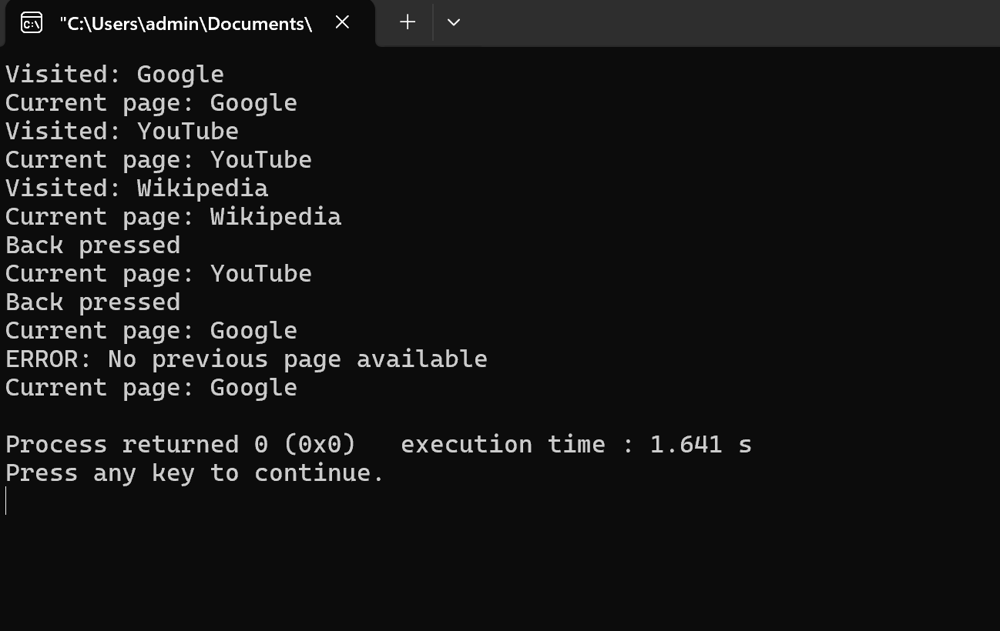 "C:\Users\admin\Documents\
Visited: Google
Current page: Google
Visited: YouTube
Current page: YouTube
Visited: Wikipedia
Current page: Wikipedia
Back pressed
Current page: YouTube
Back pressed
Current page: Google
ERROR: No previous page available
Current page: Google

Process returned 0 (0x0)   execution time : 1.641 s
Press any key to continue.